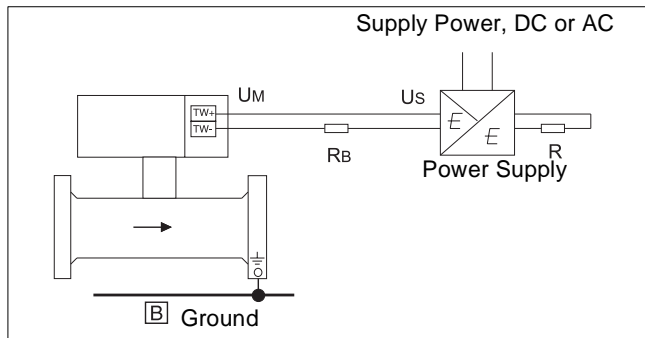 Supply Power, DC or AC
UM
US
TW+
TW-
E
E
RB
R
Power Supply
B Ground